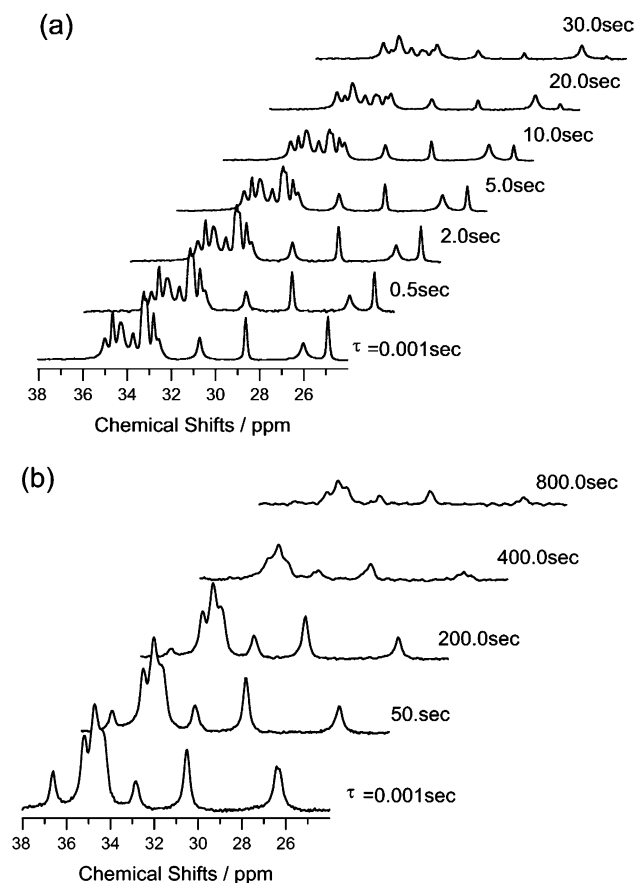 (a)
30.0sec
20.0sec
10.0sec
5.0sec
2.0sec
0.5sec
τ =0.001sec
38 36 34 32 30 28 26
Chemical Shifts / ppm
(b)
800.0sec
400.0sec
200.0sec
50.sec
τ =0.001sec
38 36 34 32 30 28 26
Chemical Shifts / ppm